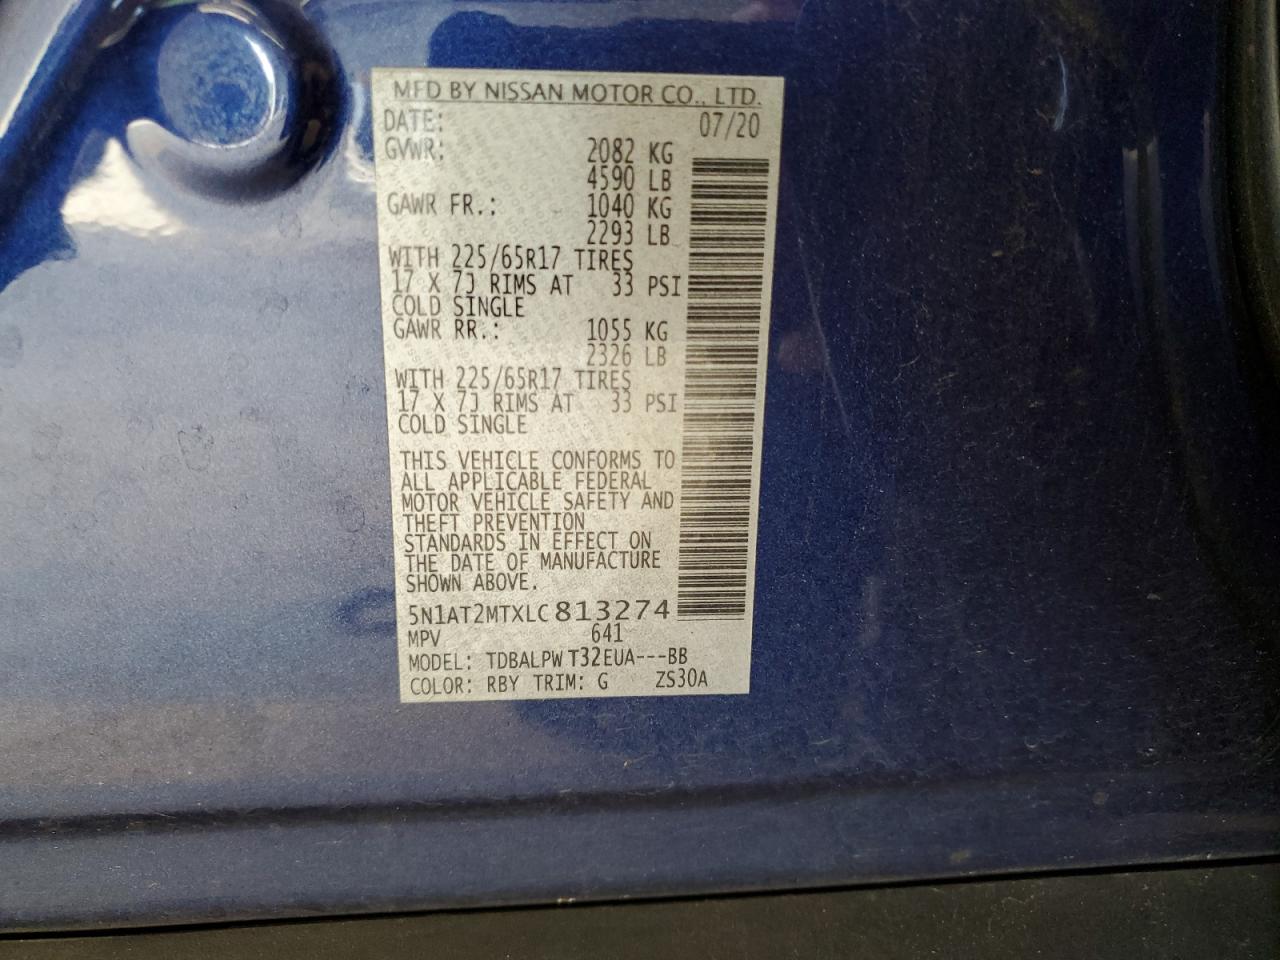 MFD BY NISSAN MOTOR CO., LTD.
DATE: 07/20
GVWR: 2082 KG
4590 LB
GAWR FR.: 1040 KG
2293 LB
WITH 225/65R17 TIRES
17 X 7J RIMS AT 33 PSI
COLD SINGLE
GAWR RR.: 1055 KG
2326 LB
WITH 225/65R17 TIRES
17 X 7J RIMS AT 33 PSI
COLD SINGLE
THIS VEHICLE CONFORMS TO
ALL APPLICABLE FEDERAL
MOTOR VEHICLE SAFETY AND
THEFT PREVENTION
STANDARDS IN EFFECT ON
THE DATE OF MANUFACTURE
SHOWN ABOVE.
5N1AT2MTXLC813274
MPV 641
MODEL: TDBALPWT32EUA---BB
COLOR: RBY TRIM: G ZS30A